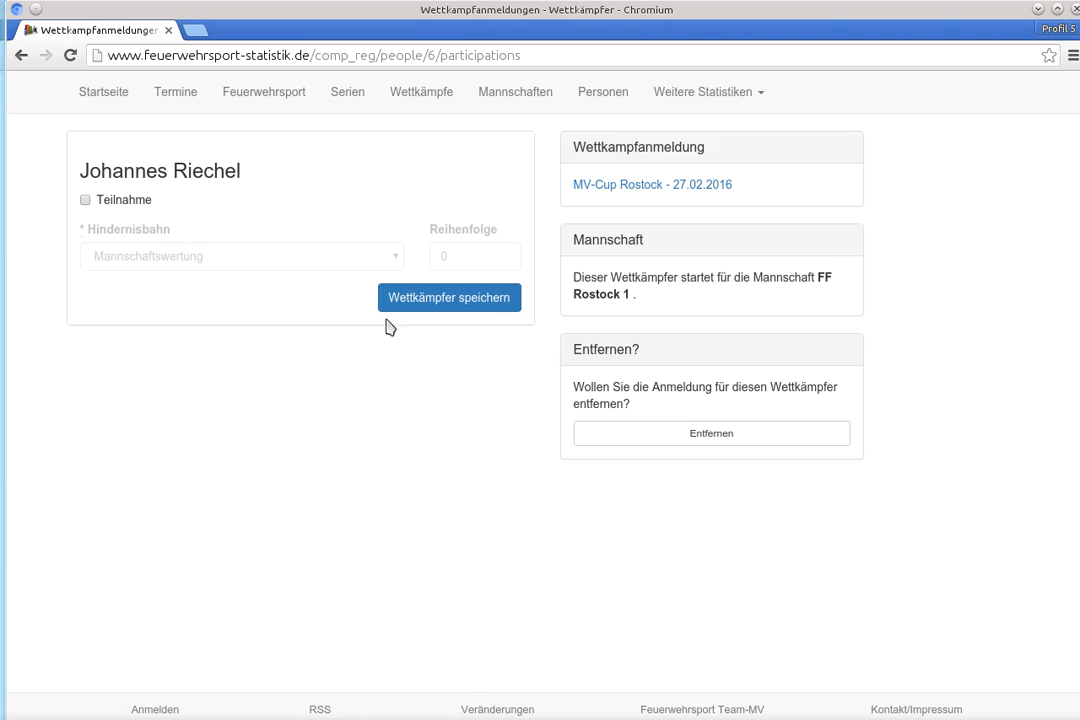 Wettkampfanmeldungen - Wettkämpfer - Chromium
Wettkampfanmeldunger
Profil 5
www.feuerwehrsport-statistik.de/comp_reg/people/6/participations
Startseite Termine Feuerwehrsport Serien Wettkämpfe Mannschaften Personen Weitere Statistiken
Johannes Riechel
Teilnahme
* Hindernisbahn Reihenfolge
Mannschaftswertung 0
Wettkämpfer speichern
Wettkampfanmeldung
MV-Cup Rostock - 27.02.2016
Mannschaft
Dieser Wettkämpfer startet für die Mannschaft FF
Rostock 1 .
Entfernen?
Wollen Sie die Anmeldung für diesen Wettkämpfer
entfernen?
Entfernen
Anmelden RSS Veränderungen Feuerwehrsport Team-MV Kontakt/Impressum